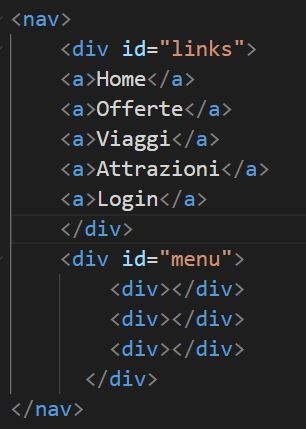 <nav>
<div id="links">
<a>Home</a>
<a>Offerte</a>
<a>Viaggi</a>
<a>Attrazioni</a>
<a>Login</a>
</div>
<div id="menu">
<div></div>
<div></div>
<div></div>
</div>
</nav>